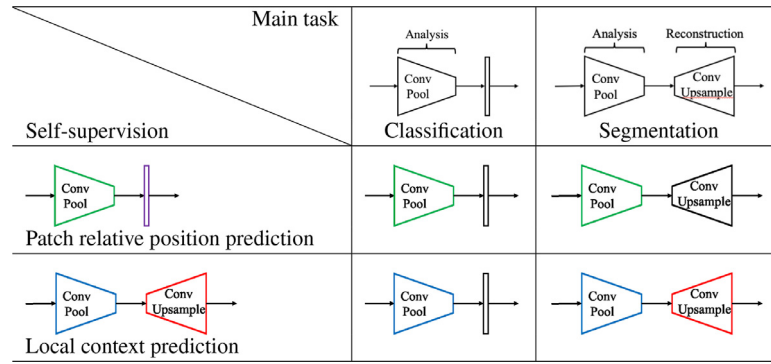 Main task
Analysis
Conv
Pool
Analysis
Reconstruction
Conv
Pool
Conv
Upsample
Self-supervision
Classification
Segmentation
Conv
Pool
Conv
Pool
Conv
Pool
Conv
Upsample
Patch relative position prediction
Conv
Pool
Conv
Upsample
Conv
Pool
Conv
Pool
Conv
Upsample
Local context prediction